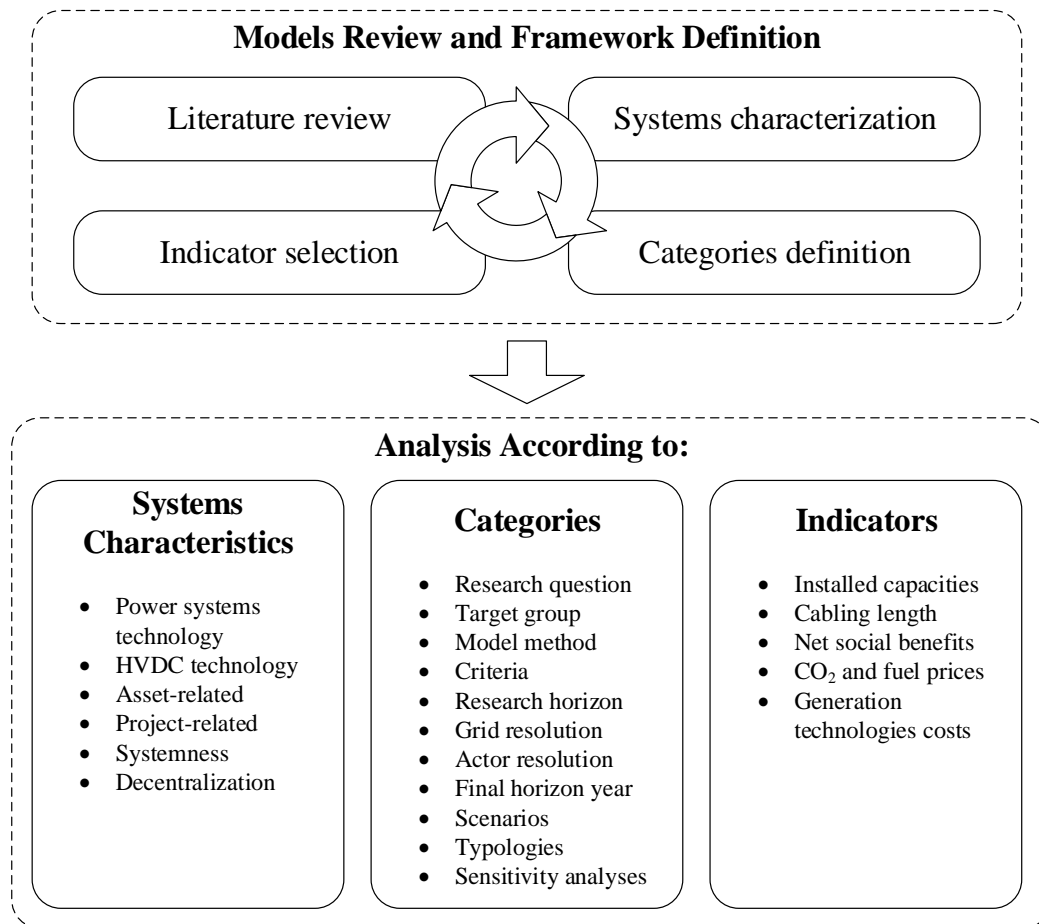 Models Review and Framework Definition
Literature review
Systems characterization
Indicator selection
Categories definition
Analysis According to:
Systems
Characteristics
• Power systems
technology
• HVDC technology
• Asset-related
• Project-related
• Systemness
• Decentralization
Categories
• Research question
• Target group
• Model method
• Criteria
• Research horizon
• Grid resolution
• Actor resolution
• Final horizon year
• Scenarios
• Typologies
• Sensitivity analyses
Indicators
• Installed capacities
• Cabling length
• Net social benefits
• CO₂ and fuel prices
• Generation
technologies costs